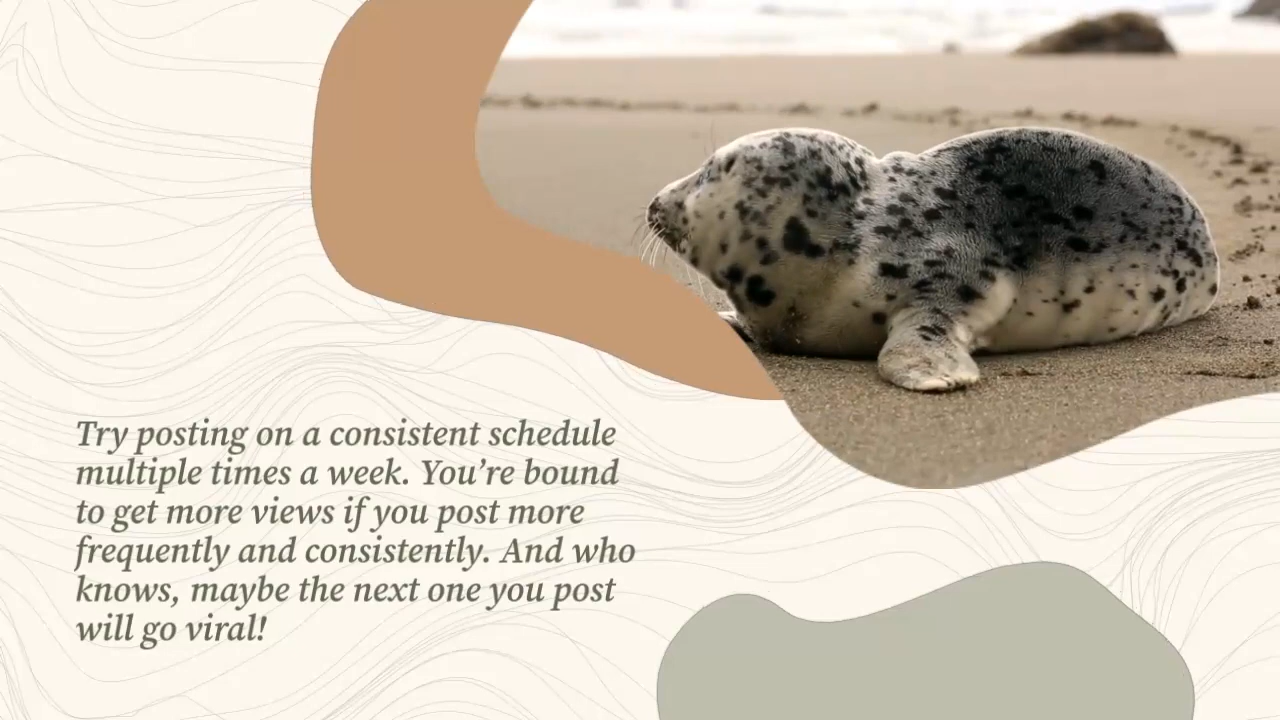 Try posting on a consistent schedule
multiple times a week. You’re bound
to get more views if you post more
frequently and consistently. And who
knows, maybe the next one you post
will go viral!